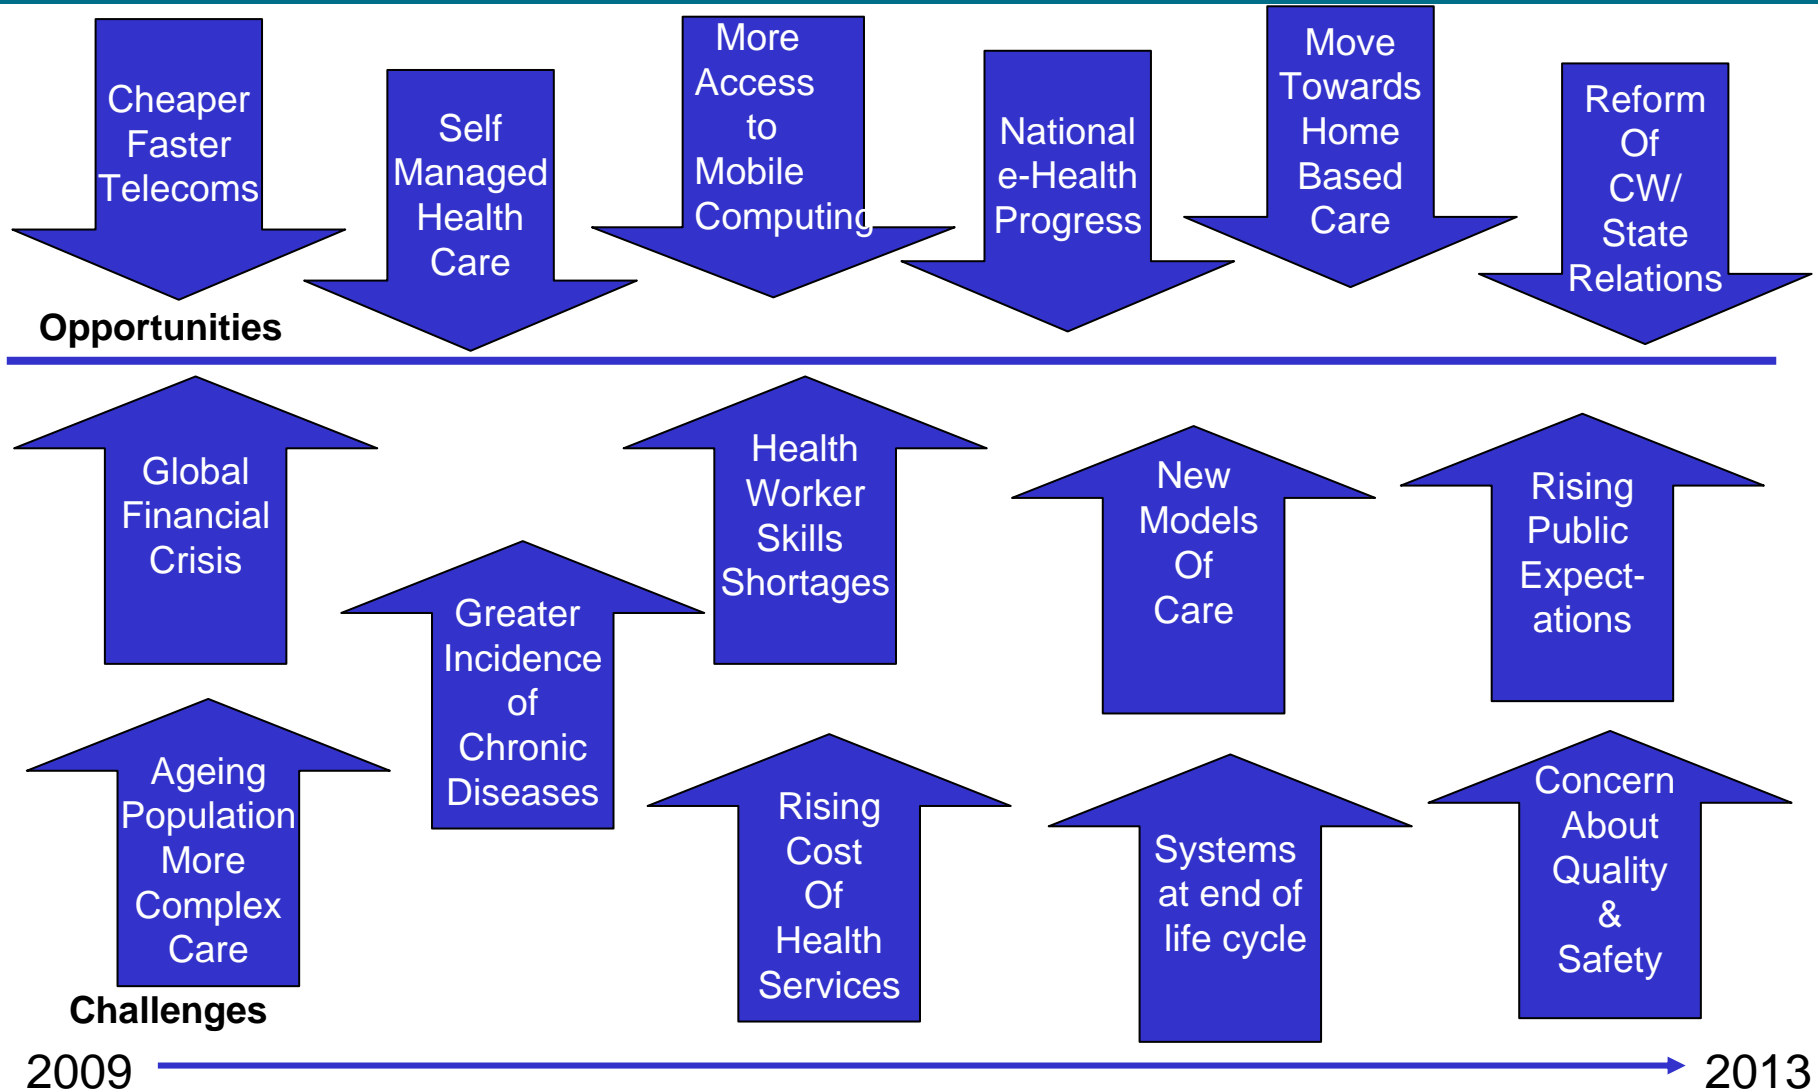 Cheaper
Faster
Telecoms
Self
Managed
Health
Care
More
Access
to
Mobile
Computing
National
e-Health
Progress
Move
Towards
Home
Based
Care
Reform
Of
CW/
State
Relations
Opportunities
Global
Financial
Crisis
Greater
Incidence
of
Chronic
Diseases
Health
Worker
Skills
Shortages
New
Models
Of
Care
Rising
Public
Expect-
ations
Ageing
Population
More
Complex
Care
Rising
Cost
Of
Health
Services
Systems
at end of
life cycle
Concern
About
Quality
&
Safety
Challenges
2009
2013